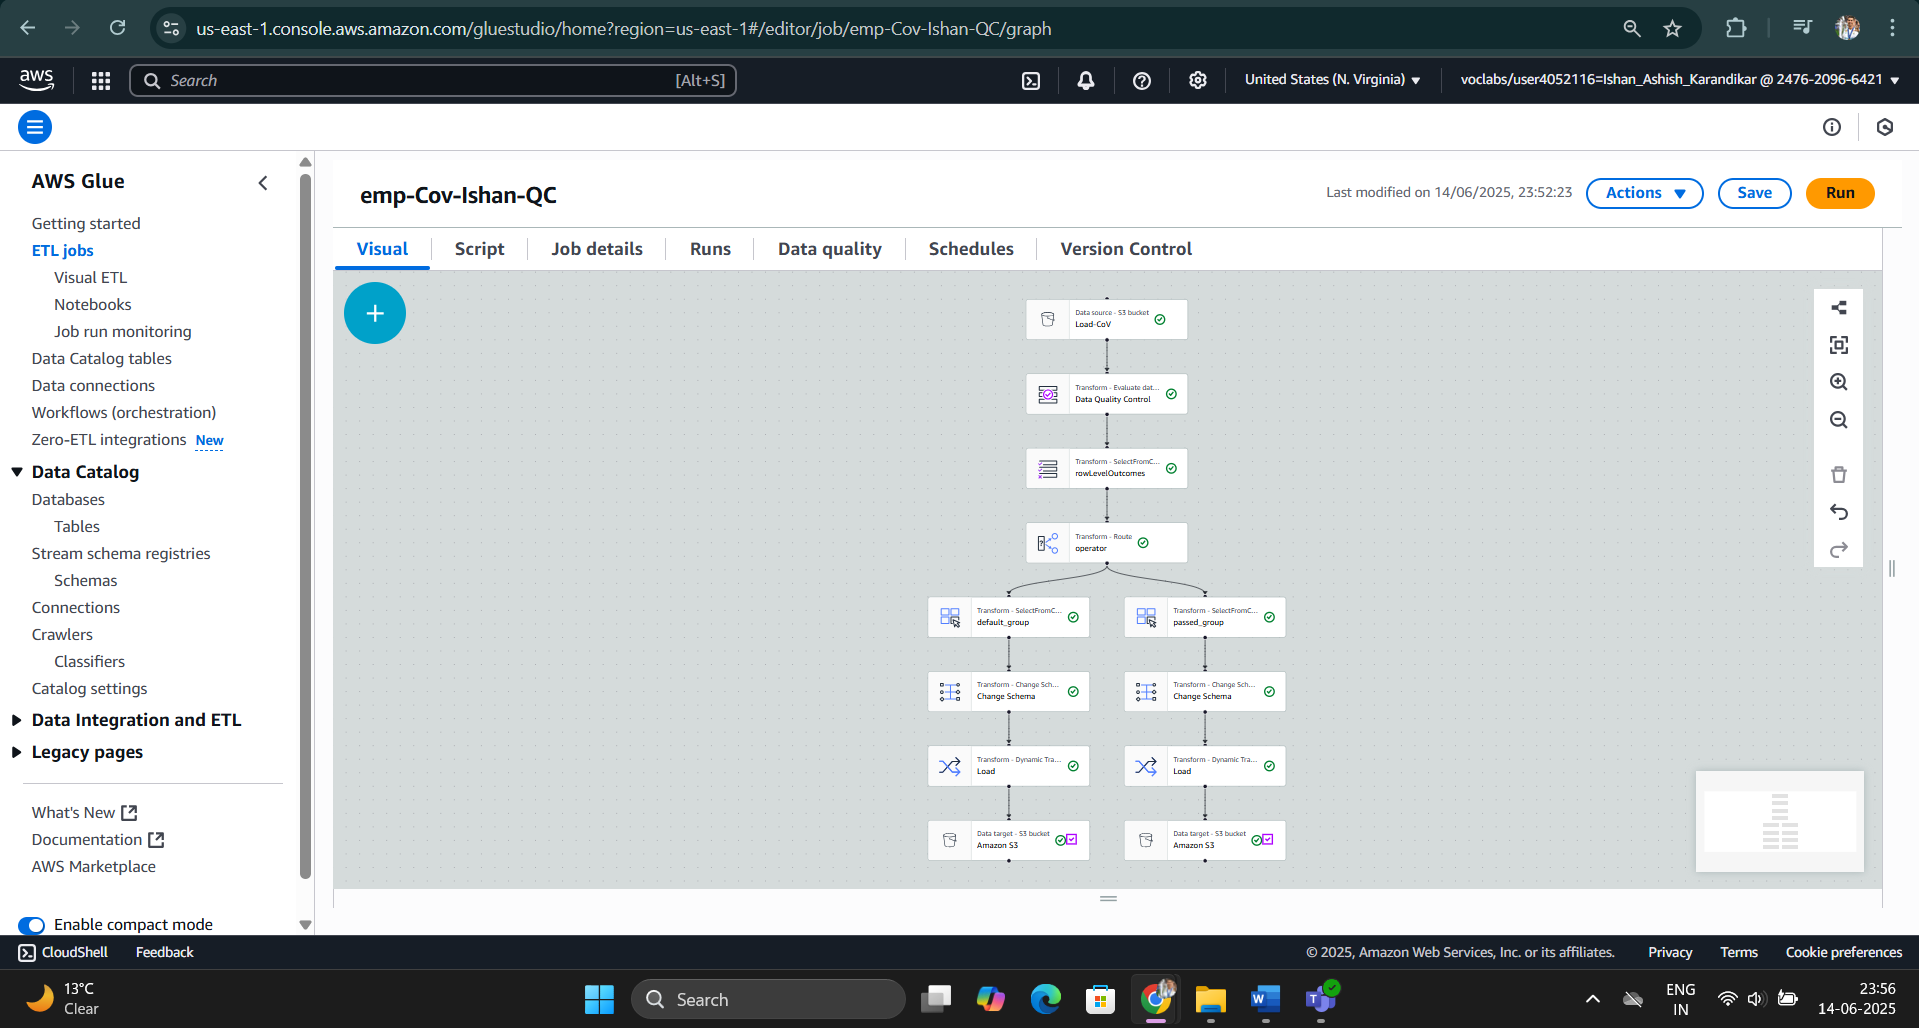 us-east-1.console.aws.amazon.com/gluestudio/home?region=us-east-1#/editor/job/emp-Cov-Ishan-QC/graph
aws
Search
[Alt+S]
United States (N. Virginia)
voclabs/user4052116=Ishan_Ashish_Karandikar @ 2476-2096-6421
AWS Glue
Getting started
ETL jobs
Visual ETL
Notebooks
Job run monitoring
Data Catalog tables
Data connections
Workflows (orchestration)
Zero-ETL integrations New
Data Catalog
Databases
Tables
Stream schema registries
Schemas
Connections
Crawlers
Classifiers
Catalog settings
Data Integration and ETL
Legacy pages
What's New
Documentation
AWS Marketplace
Enable compact mode
emp-Cov-Ishan-QC
Last modified on 14/06/2025, 23:52:23
Actions
Save
Run
Visual
Script
Job details
Runs
Data quality
Schedules
Version Control
Data source - S3 bucket
Load-CoV
Transform - Evaluate dat...
Data Quality Control
Transform - SelectFromC...
rowLevelOutcomes
Transform - Route
operator
Transform - SelectFromC...
default_group
Transform - SelectFromC...
passed_group
Transform - Change Sch...
Change Schema
Transform - Change Sch...
Change Schema
Transform - Dynamic Tra...
Load
Transform - Dynamic Tra...
Load
Data target - S3 bucket
Amazon S3
Data target - S3 bucket
Amazon S3
CloudShell
Feedback
© 2025, Amazon Web Services, Inc. or its affiliates.
Privacy
Terms
Cookie preferences
13°C
Clear
Search
ENG
IN
23:56
14-06-2025